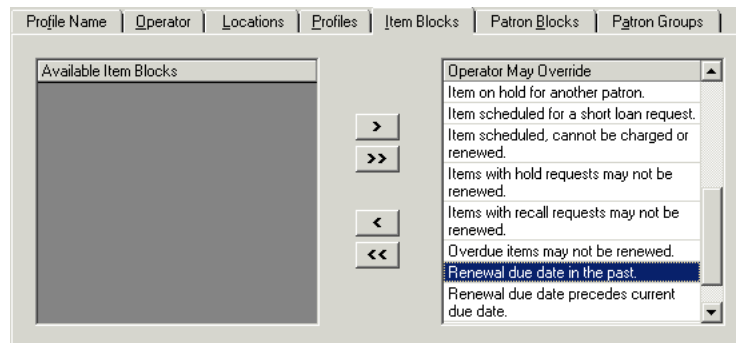 Profile Name Operator Locations Profiles Item Blocks Patron Blocks Patron Groups
Available Item Blocks
>
>>
<
<<
Operator May Override
Item on hold for another patron.
Item scheduled for a short loan request.
Item scheduled, cannot be charged or
renewed.
Items with hold requests may not be
renewed.
Items with recall requests may not be
renewed.
Overdue items may not be renewed.
Renewal due date in the past.
Renewal due date precedes current
due date.